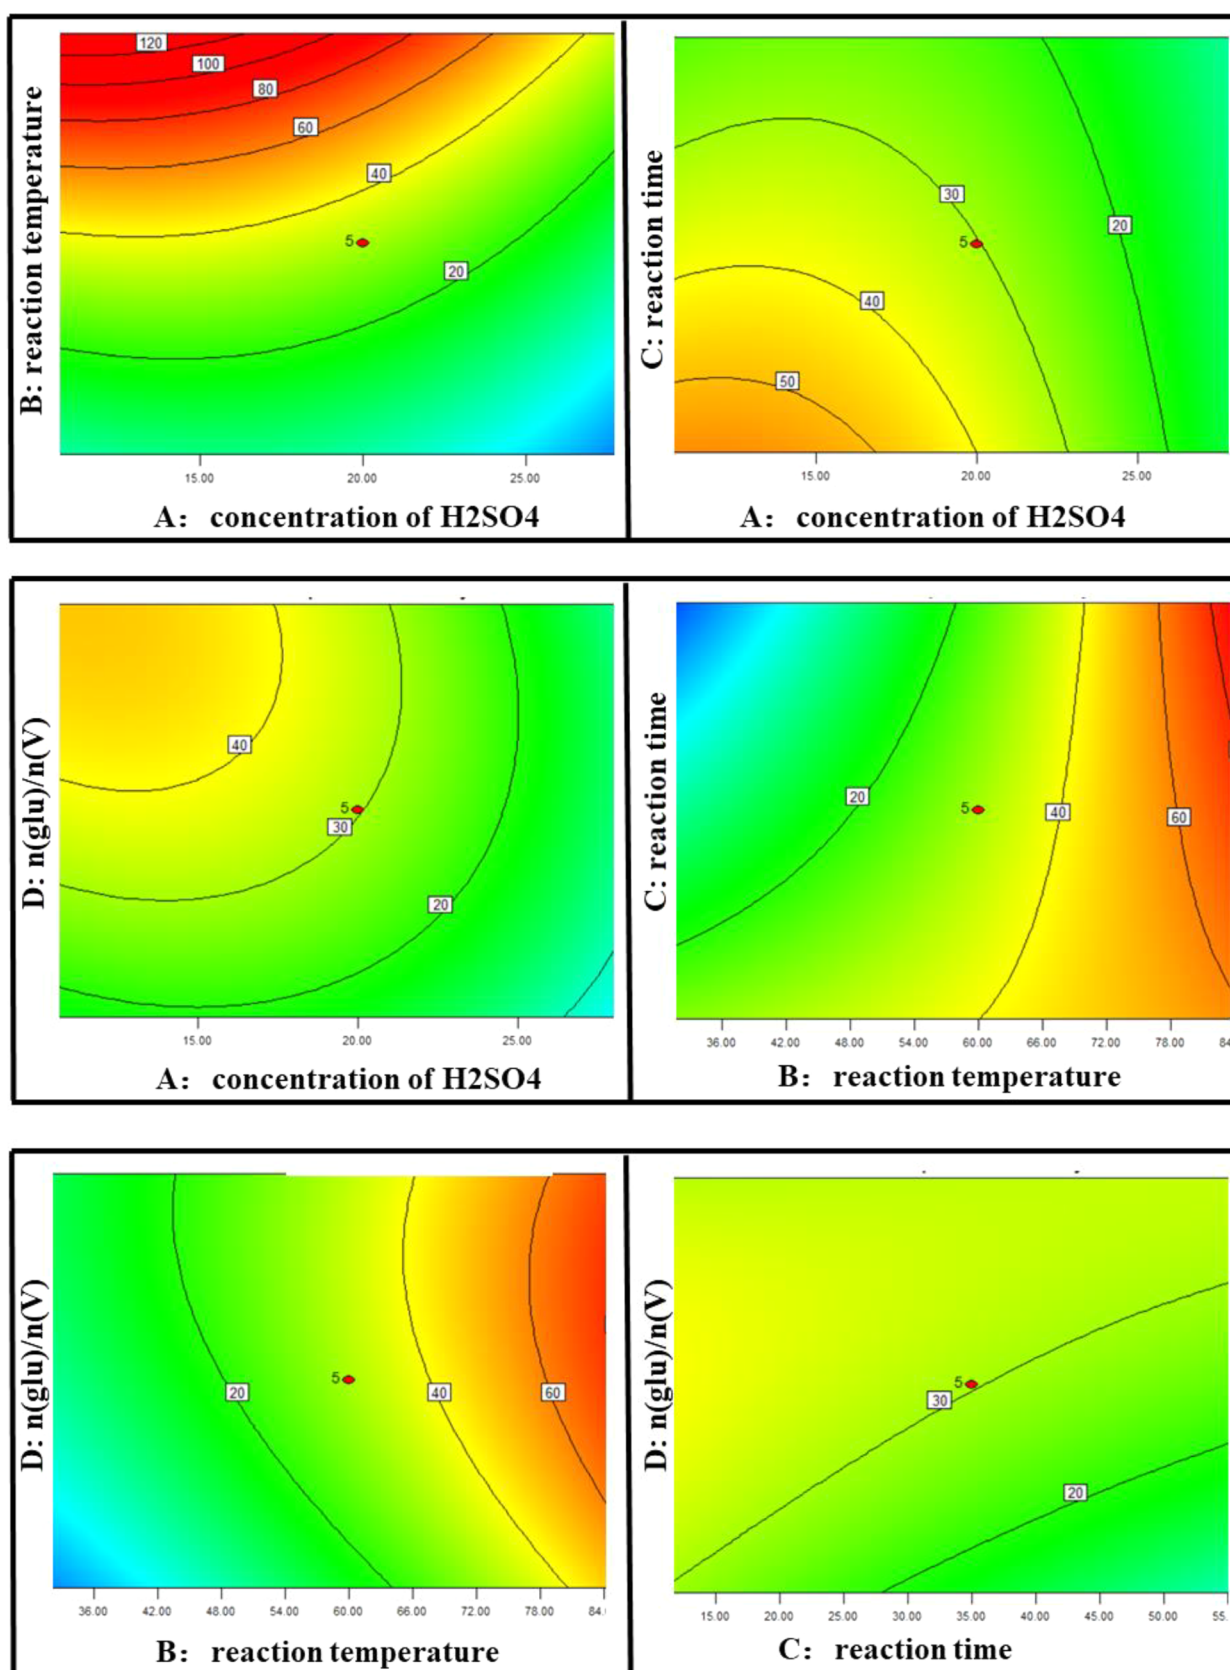 120
100
80
60
40
20
5
B: reaction temperature
15.00 20.00 25.00
A: concentration of H2SO4
30
20
5
40
50
C: reaction time
15.00 20.00 25.00
A: concentration of H2SO4
40
5
30
20
D: n(glu)/n(V)
15.00 20.00 25.00
A: concentration of H2SO4
20
5
40
60
C: reaction time
36.00 42.00 48.00 54.00 60.00 66.00 72.00 78.00 84
B: reaction temperature
5
20
40
60
D: n(glu)/n(V)
36.00 42.00 48.00 54.00 60.00 66.00 72.00 78.00 84.
B: reaction temperature
5
30
20
D: n(glu)/n(V)
15.00 20.00 25.00 30.00 35.00 40.00 45.00 50.00 55.
C: reaction time